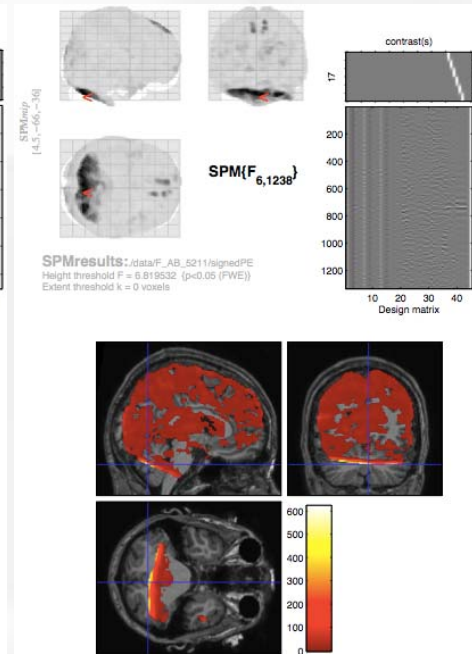 contrast(s)
17
SPMmip
[4.5, −66, −36]
SPM{F6,1238}
SPMresults: ./data/F_AB_5211/signedPE
Height threshold F = 6.819532 {p<0.05 (FWE)}
Extent threshold k = 0 voxels
200
400
600
800
1000
1200
10 20 30 40
Design matrix
600
500
400
300
200
100
0